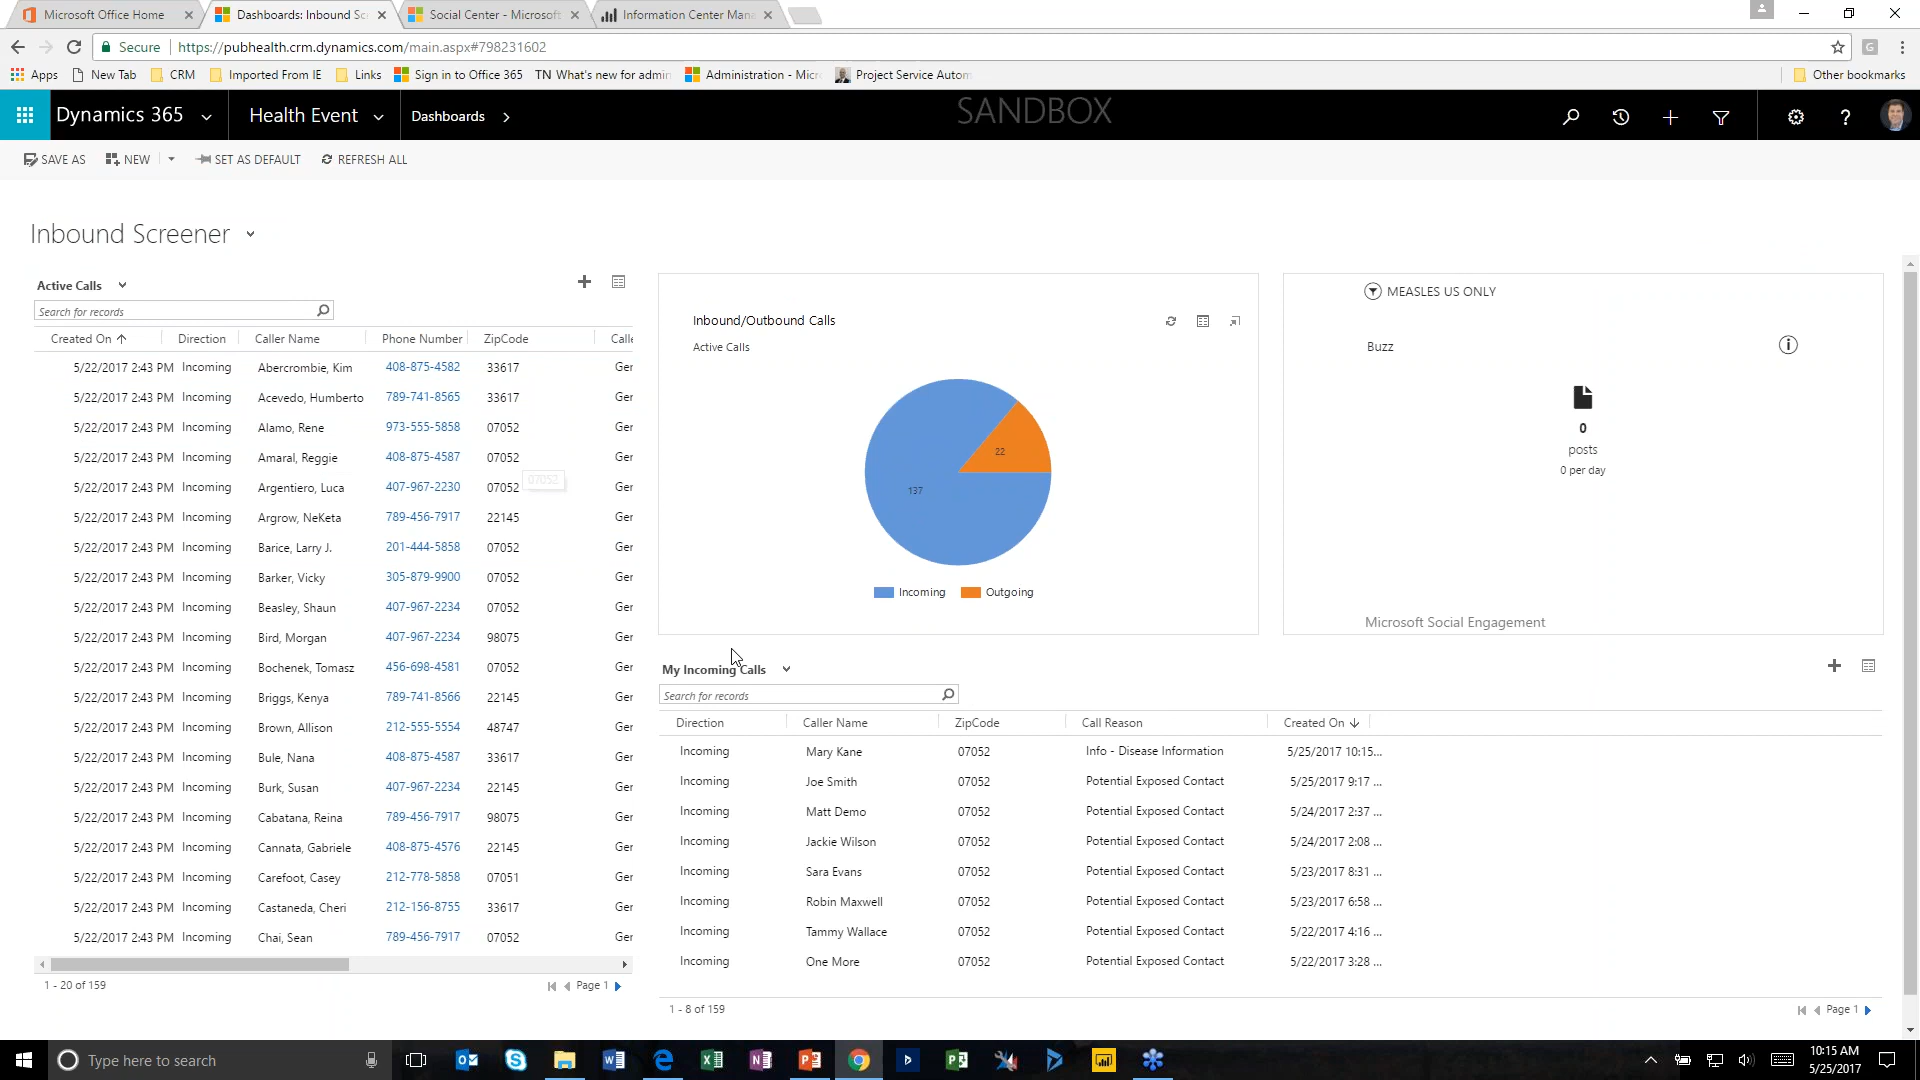 Microsoft Office Home
Dashboards: Inbound Sc
Social Center - Microsoft
Information Center Man
Secure
https://pubhealth.crm.dynamics.com/main.aspx#798231602
Apps
New Tab
CRM
Imported From IE
Links
Sign in to Office 365
TN What's new for admin
Administration - Micr
Project Service Autom
Other bookmarks
Dynamics 365
Health Event
Dashboards
SANDBOX
SAVE AS
NEW
SET AS DEFAULT
REFRESH ALL
Inbound Screener
Active Calls
Search for records
Created On Direction Caller Name Phone Number ZipCode Calle
5/22/2017 2:43 PM Incoming Abercrombie, Kim 408-875-4582 33617 Ger
5/22/2017 2:43 PM Incoming Acevedo, Humberto 789-741-8565 33617 Ger
5/22/2017 2:43 PM Incoming Alamo, Rene 973-555-5858 07052 Ger
5/22/2017 2:43 PM Incoming Amaral, Reggie 408-875-4587 07052 Ger
07052
5/22/2017 2:43 PM Incoming Argentiero, Luca 407-967-2230 07052 Ger
5/22/2017 2:43 PM Incoming Argrow, NeKeta 789-456-7917 22145 Ger
5/22/2017 2:43 PM Incoming Barice, Larry J. 201-444-5858 07052 Ger
5/22/2017 2:43 PM Incoming Barker, Vicky 305-879-9900 07052 Ger
5/22/2017 2:43 PM Incoming Beasley, Shaun 407-967-2234 07052 Ger
5/22/2017 2:43 PM Incoming Bird, Morgan 407-967-2234 98075 Ger
5/22/2017 2:43 PM Incoming Bochenek, Tomasz 456-698-4581 07052 Ger
5/22/2017 2:43 PM Incoming Briggs, Kenya 789-741-8566 22145 Ger
5/22/2017 2:43 PM Incoming Brown, Allison 212-555-5554 48747 Ger
5/22/2017 2:43 PM Incoming Bule, Nana 408-875-4587 33617 Ger
5/22/2017 2:43 PM Incoming Burk, Susan 407-967-2234 22145 Ger
5/22/2017 2:43 PM Incoming Cabatana, Reina 789-456-7917 98075 Ger
5/22/2017 2:43 PM Incoming Cannata, Gabriele 408-875-4576 22145 Ger
5/22/2017 2:43 PM Incoming Carefoot, Casey 212-778-5858 07051 Ger
5/22/2017 2:43 PM Incoming Castaneda, Cheri 212-156-8755 33617 Ger
5/22/2017 2:43 PM Incoming Chai, Sean 789-456-7917 07052 Ger
1 - 20 of 159
Page 1
Inbound/Outbound Calls
Active Calls
22
137
Incoming Outgoing
MEASLES US ONLY
Buzz
0
posts
0 per day
Microsoft Social Engagement
My Incoming Calls
Search for records
Direction Caller Name ZipCode Call Reason Created On
Incoming Mary Kane 07052 Info - Disease Information 5/25/2017 10:15...
Incoming Joe Smith 07052 Potential Exposed Contact 5/25/2017 9:17 ...
Incoming Matt Demo 07052 Potential Exposed Contact 5/24/2017 2:37 ...
Incoming Jackie Wilson 07052 Potential Exposed Contact 5/24/2017 2:08 ...
Incoming Sara Evans 07052 Potential Exposed Contact 5/23/2017 8:31 ...
Incoming Robin Maxwell 07052 Potential Exposed Contact 5/23/2017 6:58 ...
Incoming Tammy Wallace 07052 Potential Exposed Contact 5/22/2017 4:16 ...
Incoming One More 07052 Potential Exposed Contact 5/22/2017 3:28 ...
1 - 8 of 159
Page 1
Type here to search
10:15 AM
5/25/2017